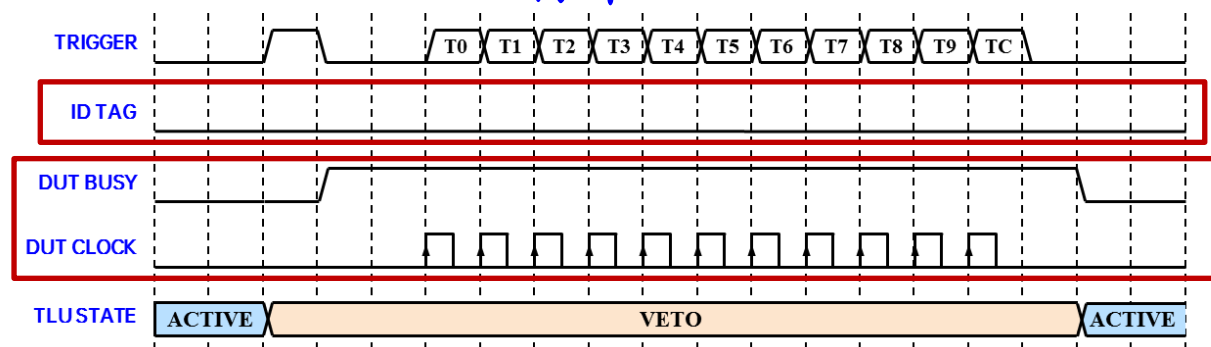 TRIGGER T0 T1 T2 T3 T4 T5 T6 T7 T8 T9 TC
ID TAG
DUT BUSY
DUT CLOCK
TLU STATE ACTIVE VETO ACTIVE